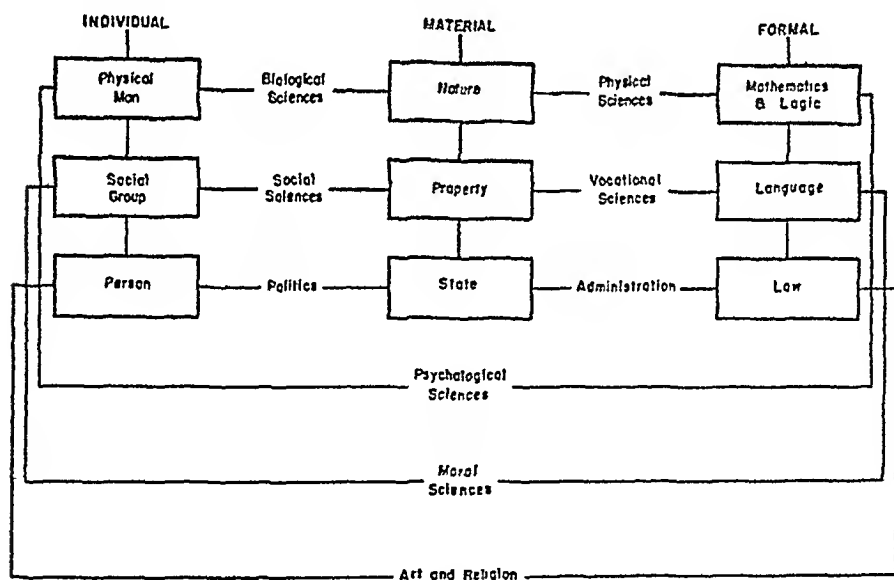 INDIVIDUAL MATERIAL FORMAL
Physical Man Biological Sciences Nature Physical Sciences Mathematics & Logic
Social Group Social Sciences Property Vocational Sciences Language
Person Politics State Administration Law
Psychological
Sciences
Moral
Sciences
Art and Religion